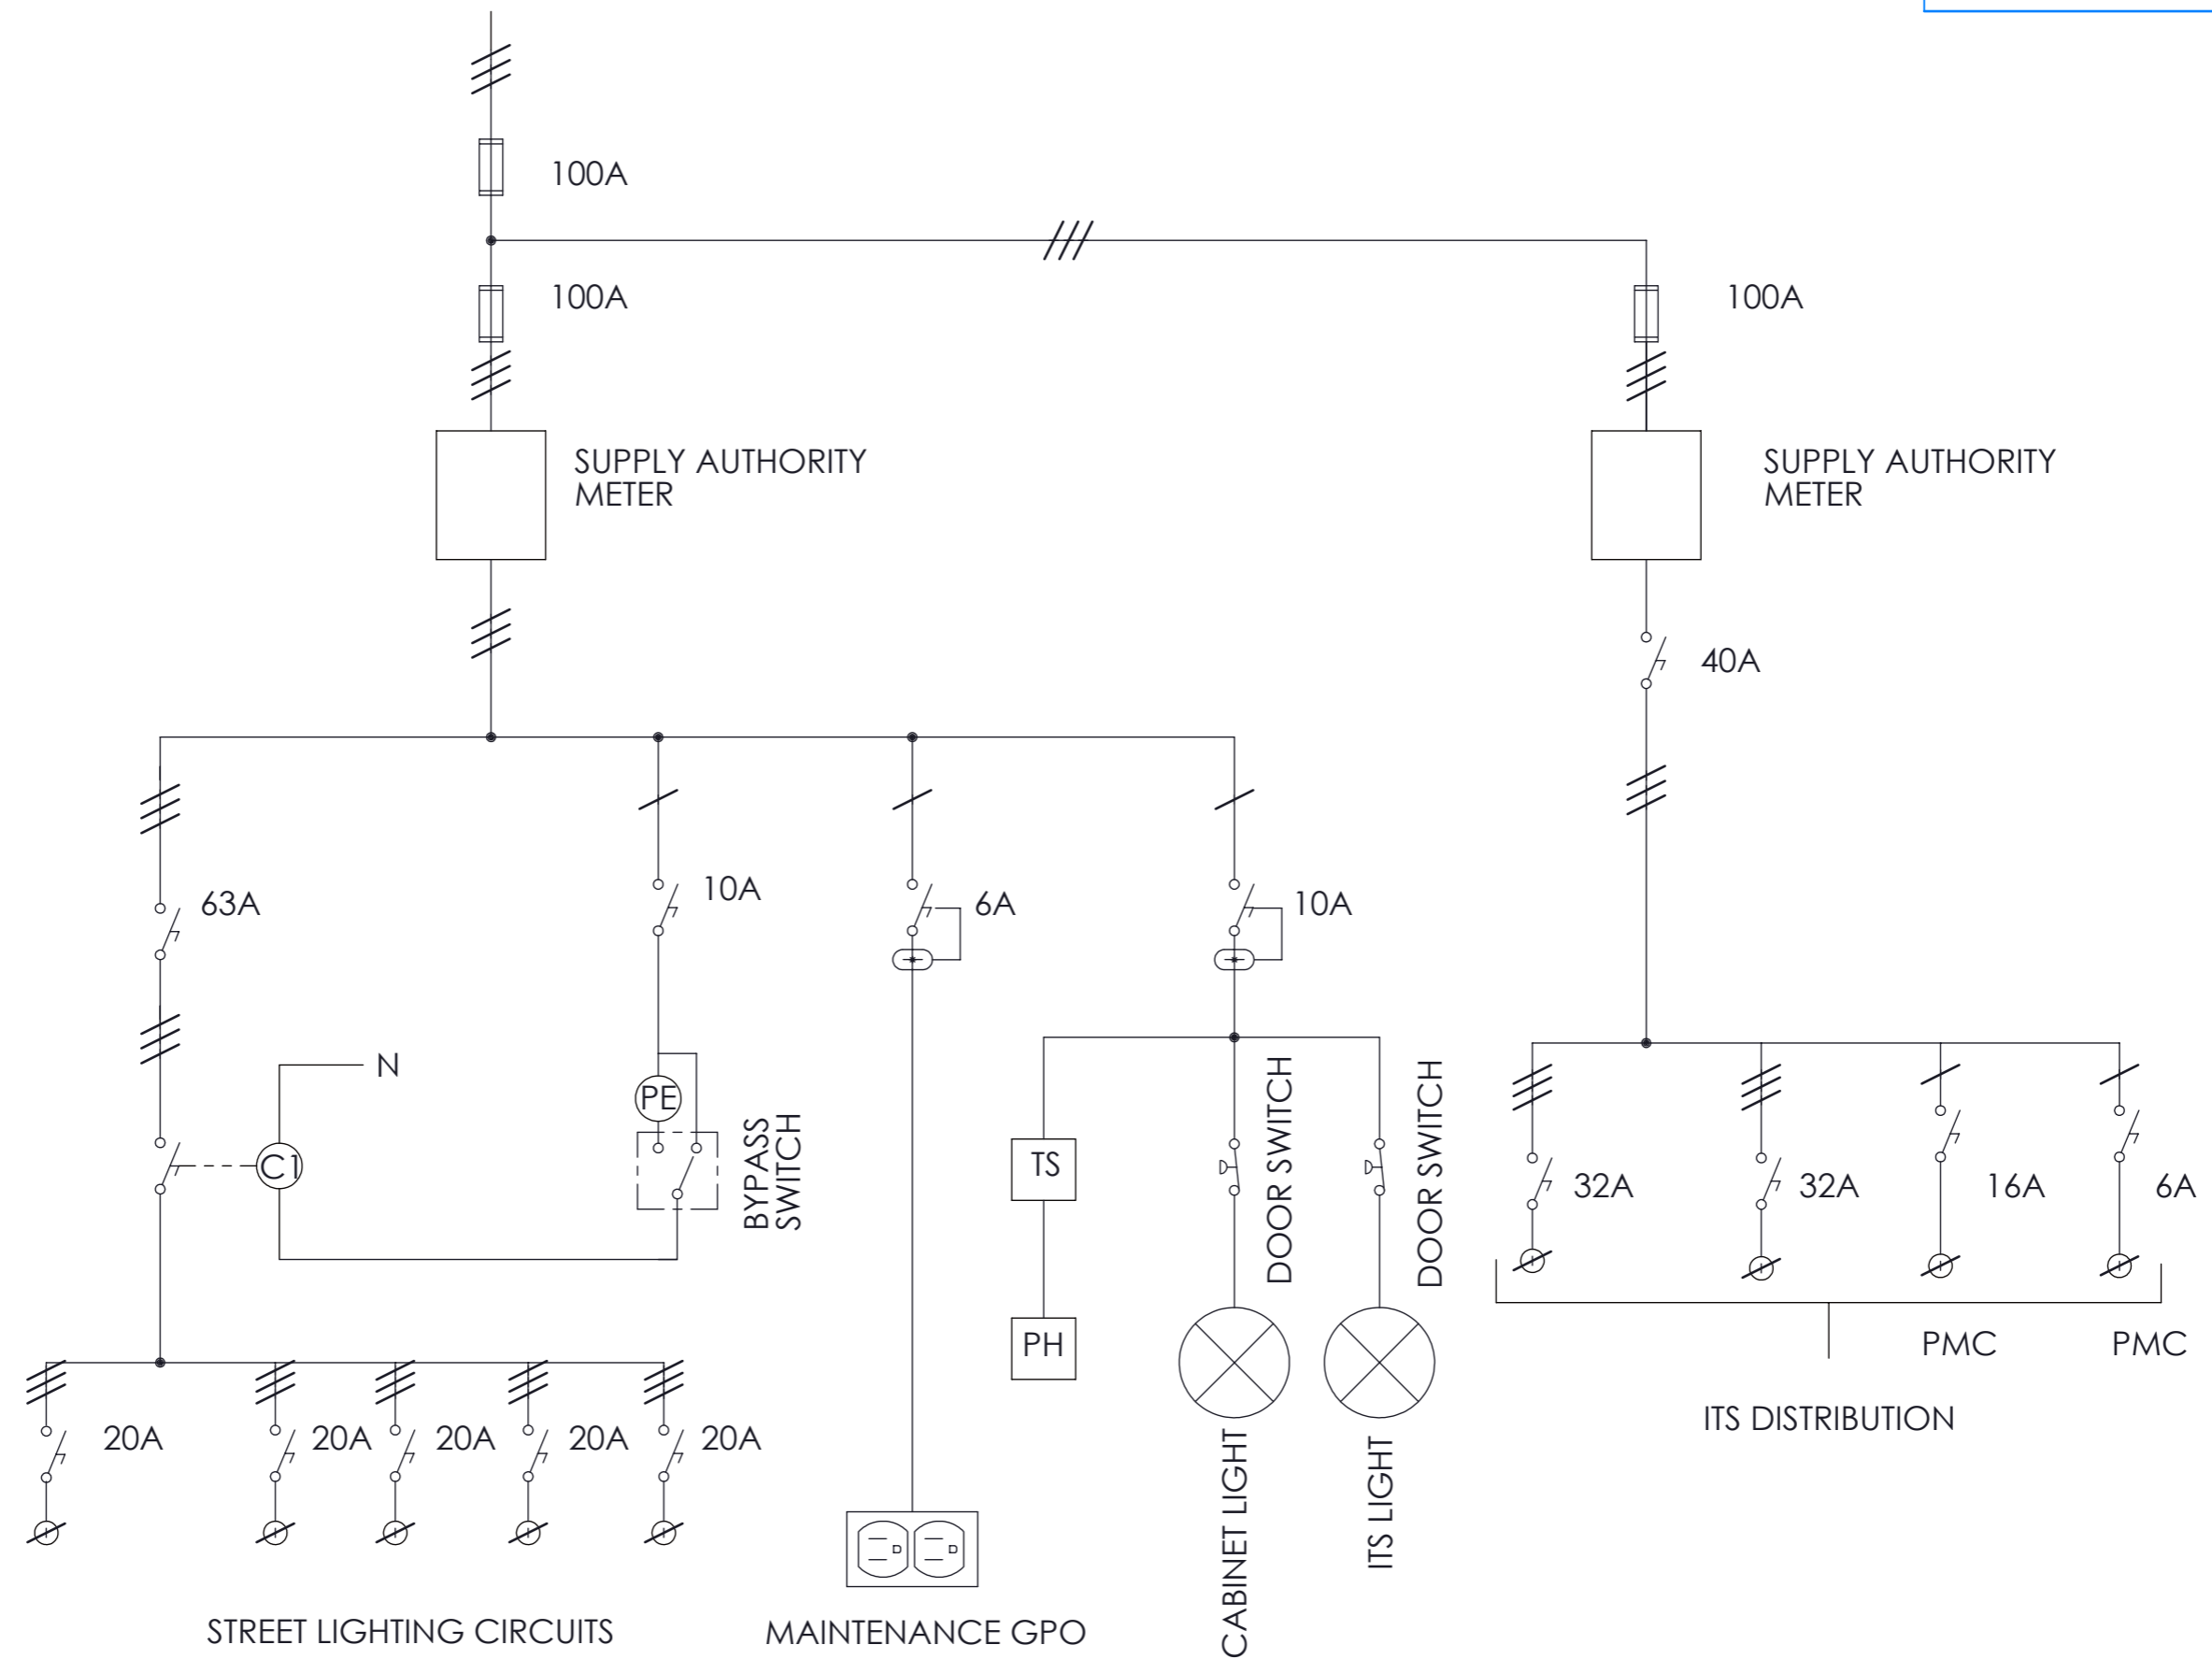 100A
100A
100A
SUPPLY AUTHORITY
METER
SUPPLY AUTHORITY
METER
40A
63A
10A
6A
10A
N
PE
C1
BYPASS
SWITCH
TS
PH
DOOR SWITCH
DOOR SWITCH
32A
32A
16A
6A
PMC
PMC
ITS DISTRIBUTION
20A
20A
20A
20A
20A
CABINET LIGHT
ITS LIGHT
STREET LIGHTING CIRCUITS
MAINTENANCE GPO